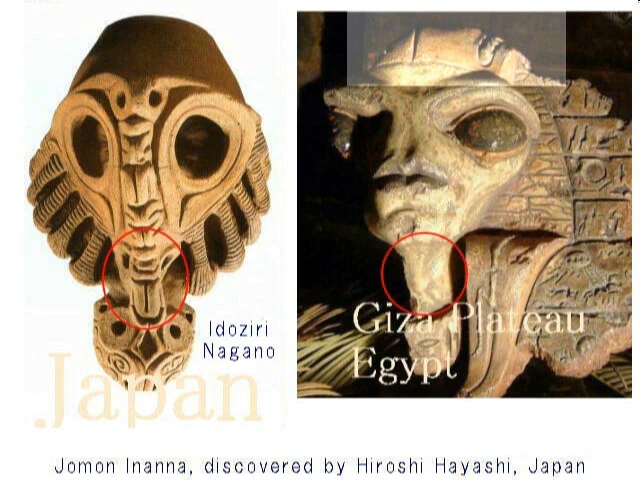 Idoziri
Nagano
Japan
Giza Plateau
Egypt
Jomon Inanna, discovered by Hiroshi Hayashi, Japan